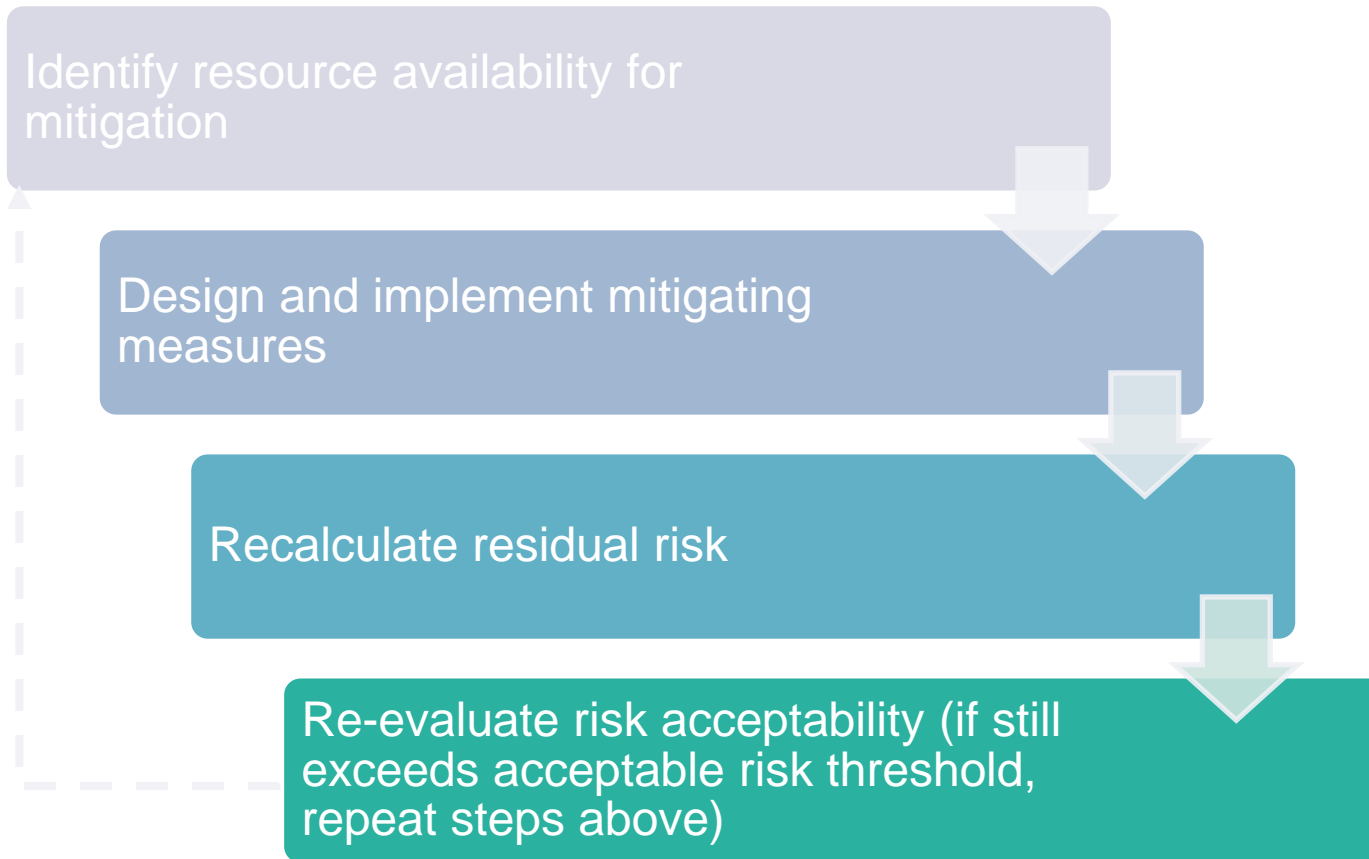 Identify resource availability for
mitigation
Design and implement mitigating
measures
Recalculate residual risk
Re-evaluate risk acceptability (if still
exceeds acceptable risk threshold,
repeat steps above)